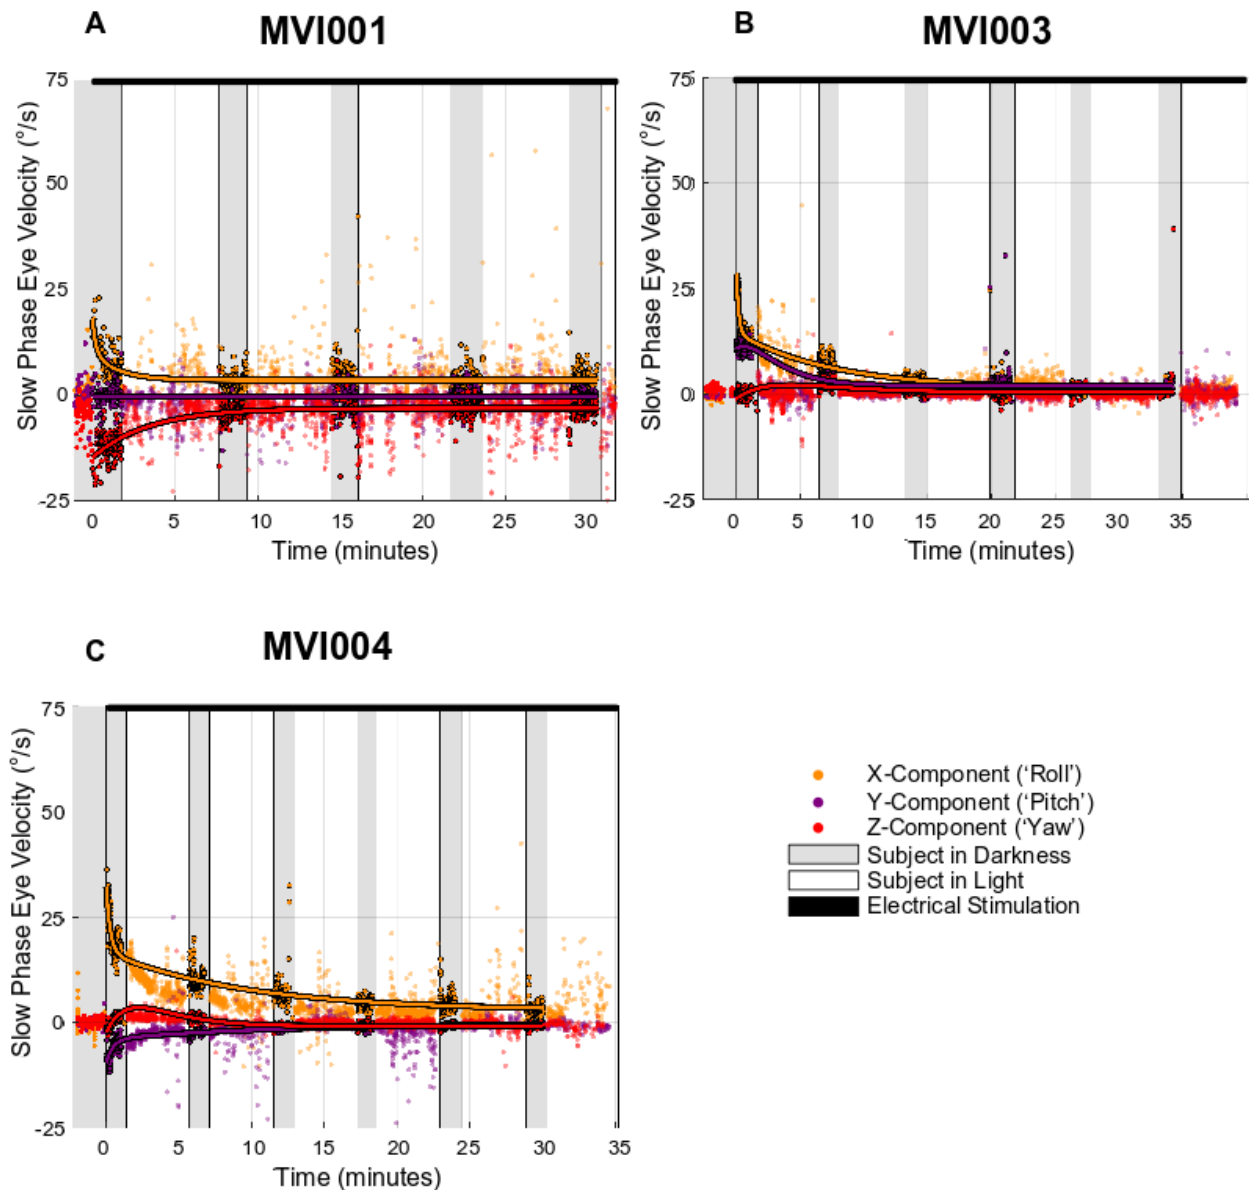 A
MVI001
75
50
25
0
-25
Slow Phase Eye Velocity (°/s)
0 5 10 15 20 25 30
Time (minutes)
B
MVI003
75
50
25
0
-25
Slow Phase Eye Velocity (°/s)
0 5 10 15 20 25 30 35
Time (minutes)
C
MVI004
75
50
25
0
-25
Slow Phase Eye Velocity (°/s)
0 5 10 15 20 25 30 35
Time (minutes)
X-Component ('Roll')
Y-Component ('Pitch')
Z-Component ('Yaw')
Subject in Darkness
Subject in Light
Electrical Stimulation